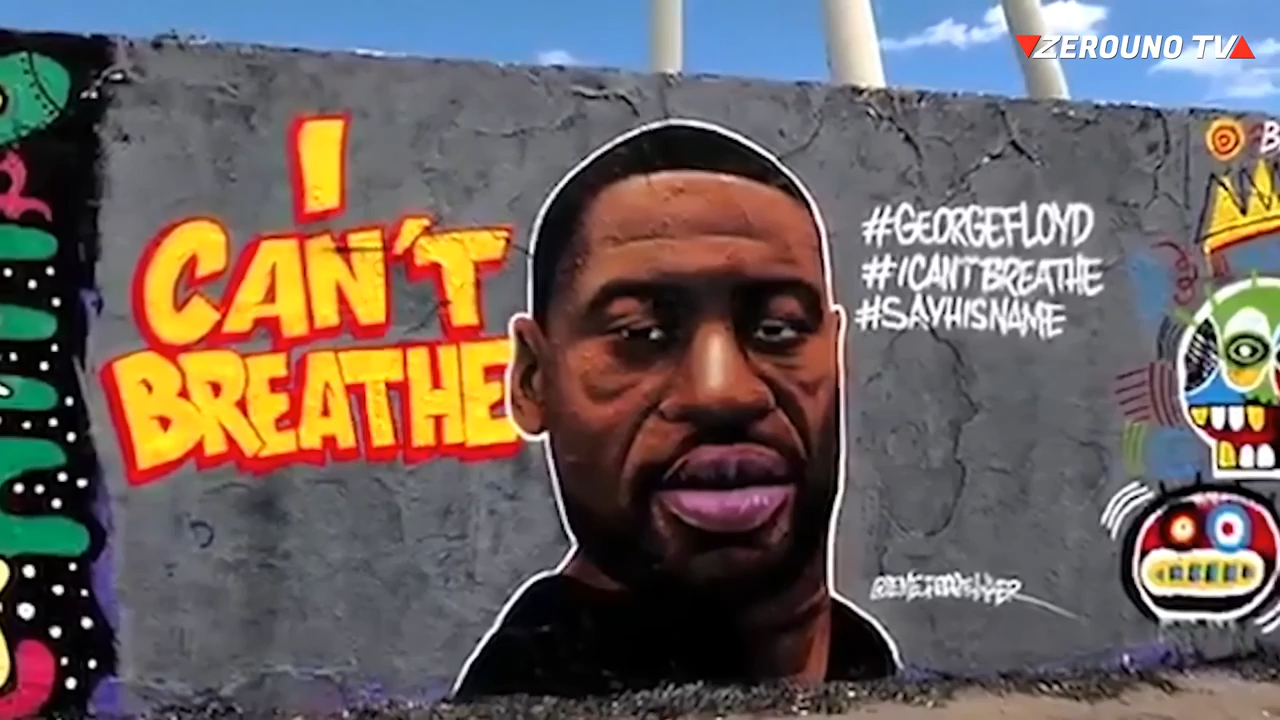 ZEROUNO TV
I
CAN'T
BREATHE
#GEORGEFLOYD
#ICANTBREATHE
#SAYHISNAME